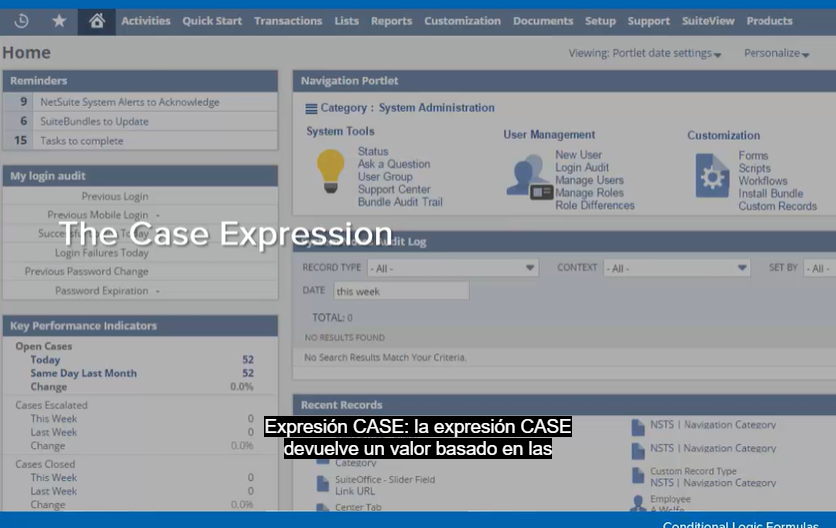 Activities Quick Start Transactions Lists Reports Customization Documents Setup Support SuiteView Products
Home
Viewing: Portlet date settings
Personalize
Reminders
9 NetSuite System Alerts to Acknowledge
6 SuiteBundles to Update
15 Tasks to complete
My login audit
Previous Login
Previous Mobile Login -
Today
Login Failures Today
Previous Password Change
Password Expiration -
The Case Expression
Key Performance Indicators
Open Cases
Today 52
Same Day Last Month 52
Change 0.0%
Cases Escalated
This Week 0
Last Week 0
Change 0.0%
Cases Closed
This Week 0
Last Week 0
Change 0.0%
Navigation Portlet
Category : System Administration
System Tools
Status
Ask a Question
User Group
Support Center
Bundle Audit Trail
User Management
New User
Login Audit
Manage Users
Manage Roles
Role Differences
Customization
Forms
Scripts
Workflows
Install Bundle
Custom Records
Audit Log
RECORD TYPE - All -
CONTEXT - All -
SET BY - All -
DATE this week
TOTAL: 0
NO RESULTS FOUND
No Search Results Match Your Criteria.
Recent Records
Category
SuiteOffice - Slider Field
Link URL
Center Tab
NSTS | Navigation Category
NSTS | Navigation Category
Custom Record Type
NSTS | Navigation Category
Employee
A Wolfe
Expresión CASE: la expresión CASE
devuelve un valor basado en las
Conditional Logic Formulas